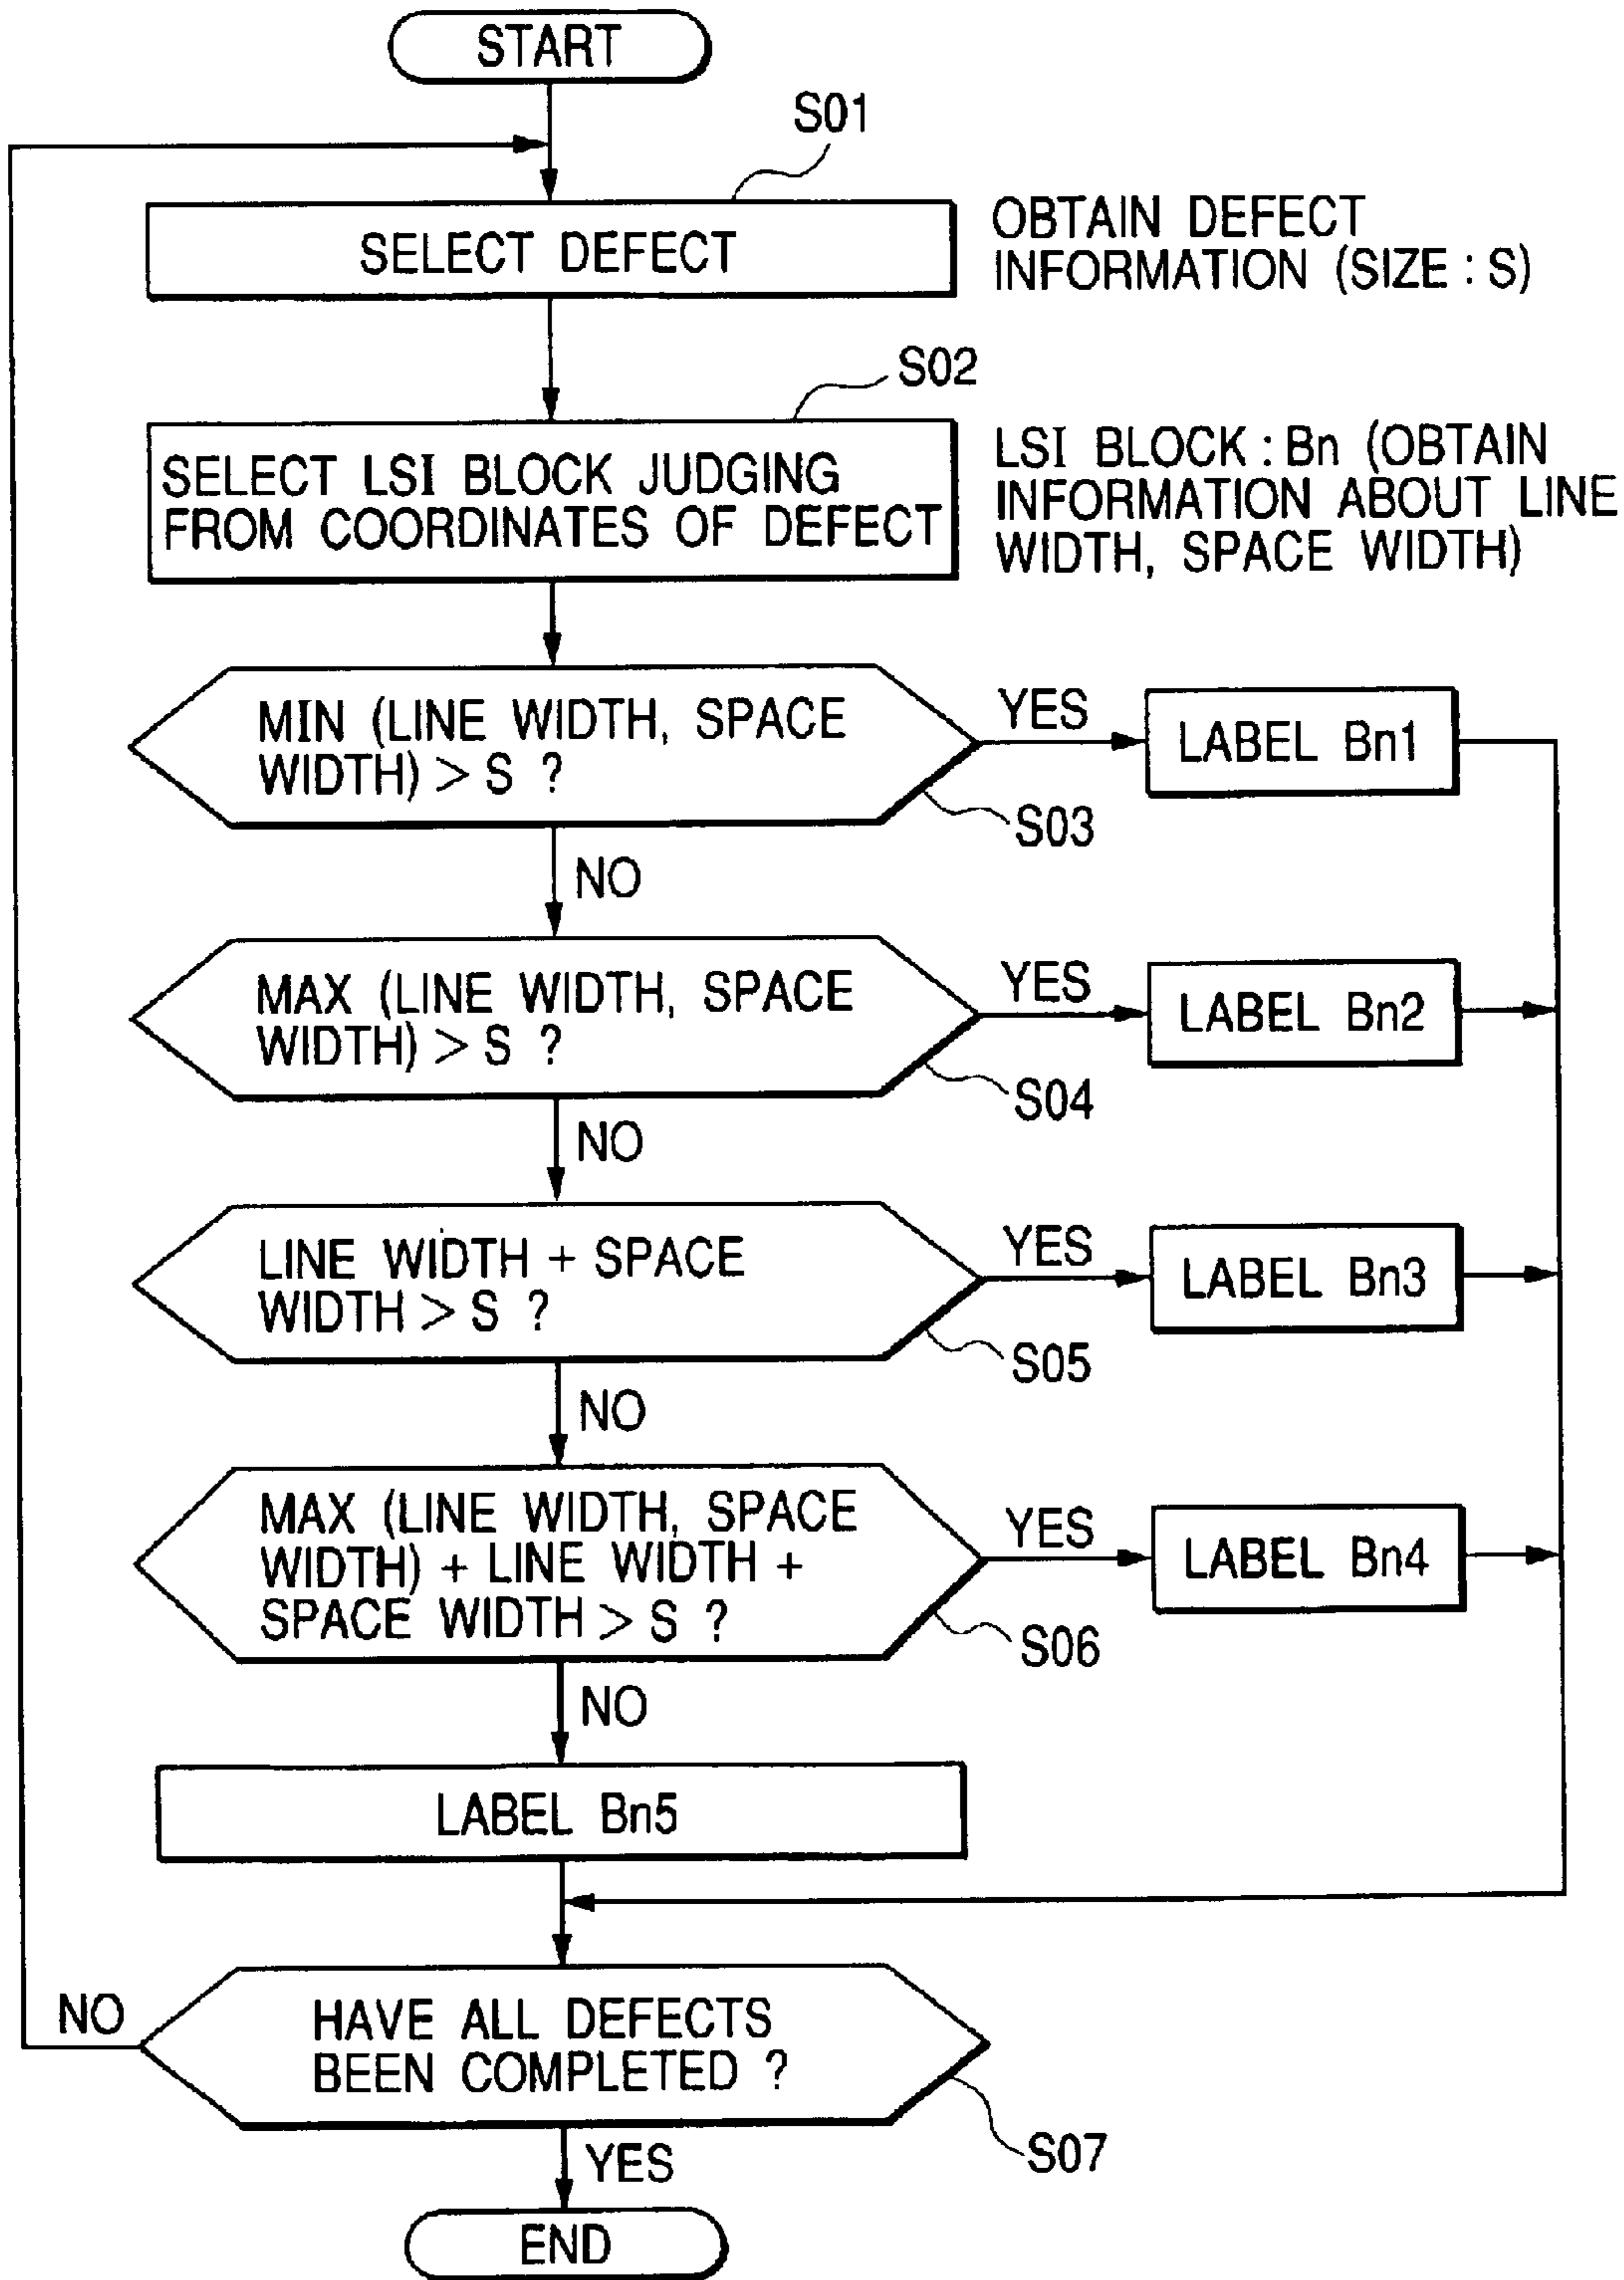 START
S01
SELECT DEFECT
OBTAIN DEFECT
INFORMATION (SIZE : S)
S02
SELECT LSI BLOCK JUDGING
FROM COORDINATES OF DEFECT
LSI BLOCK : Bn (OBTAIN
INFORMATION ABOUT LINE
WIDTH, SPACE WIDTH)
MIN (LINE WIDTH, SPACE
WIDTH) > S ?
YES
LABEL Bn1
S03
NO
MAX (LINE WIDTH, SPACE
WIDTH) > S ?
YES
LABEL Bn2
S04
NO
LINE WIDTH + SPACE
WIDTH > S ?
YES
LABEL Bn3
S05
NO
MAX (LINE WIDTH, SPACE
WIDTH) + LINE WIDTH +
SPACE WIDTH > S ?
YES
LABEL Bn4
S06
NO
LABEL Bn5
NO
HAVE ALL DEFECTS
BEEN COMPLETED ?
S07
YES
END